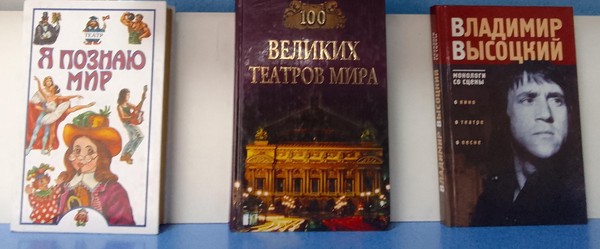 ТЕАТР
Я ПОЗНАЮ
МИР
100
ВЕЛИКИХ
ТЕАТРОВ МИРА
ВЛАДИМИР
ВЫСОЦКИЙ
МОНОЛОГИ
СО СЦЕНЫ
в кино
в театре
в песне
ВЛАДИМИР ВЫСОЦКИЙ